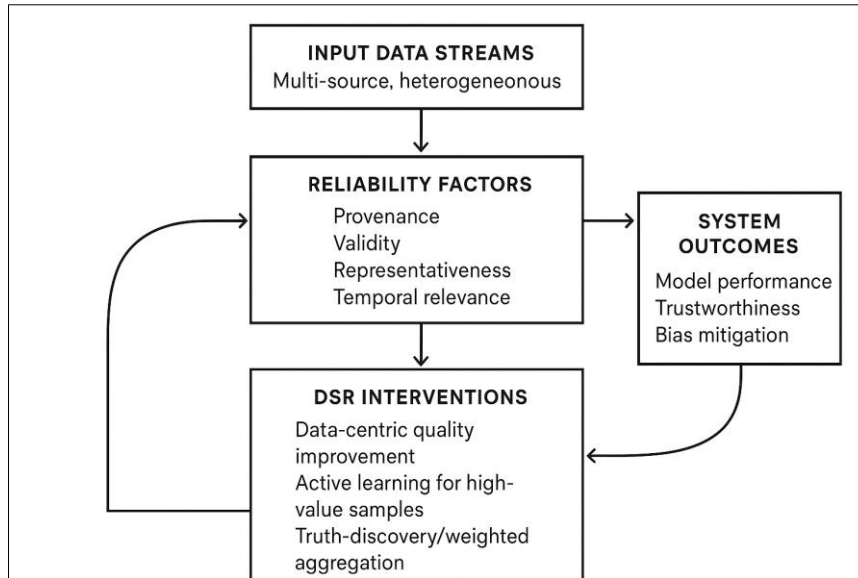 INPUT DATA STREAMS
Multi-source, heterogeneonous
RELIABILITY FACTORS
Provenance
Validity
Representativeness
Temporal relevance
SYSTEM
OUTCOMES
Model performance
Trustworthiness
Bias mitigation
DSR INTERVENTIONS
Data-centric quality
improvement
Active learning for high-
value samples
Truth-discovery/weighted
aggregation